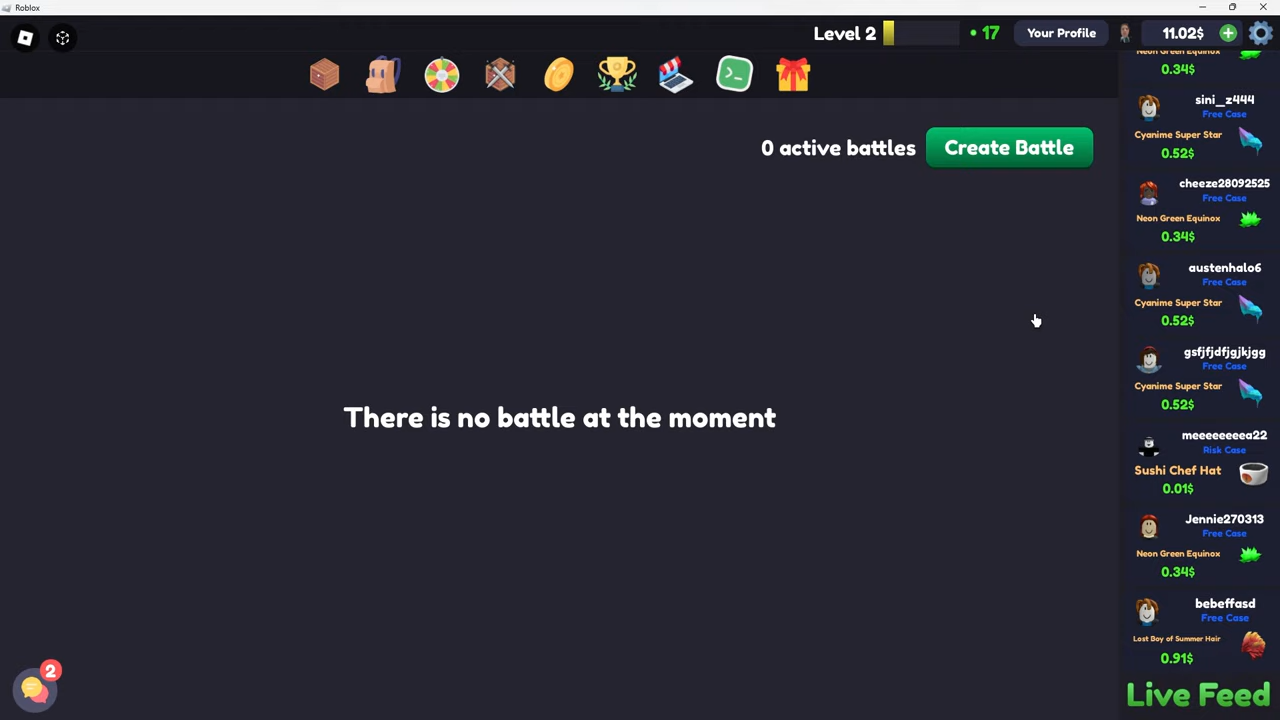 Roblox
Level 2
• 17
Your Profile
11.02$
Neon Green Equinox
0.34$
sini_z444
Free Case
Cyanime Super Star
0.52$
cheeze28092525
Free Case
Neon Green Equinox
0.34$
austenhalo6
Free Case
Cyanime Super Star
0.52$
gsfjfjdfjgjkjgg
Free Case
Cyanime Super Star
0.52$
meeeeeeeea22
Risk Case
Sushi Chef Hat
0.01$
Jennie270313
Free Case
Neon Green Equinox
0.34$
bebeffasd
Free Case
Lost Boy of Summer Hair
0.91$
Live Feed
0 active battles
Create Battle
There is no battle at the moment
2